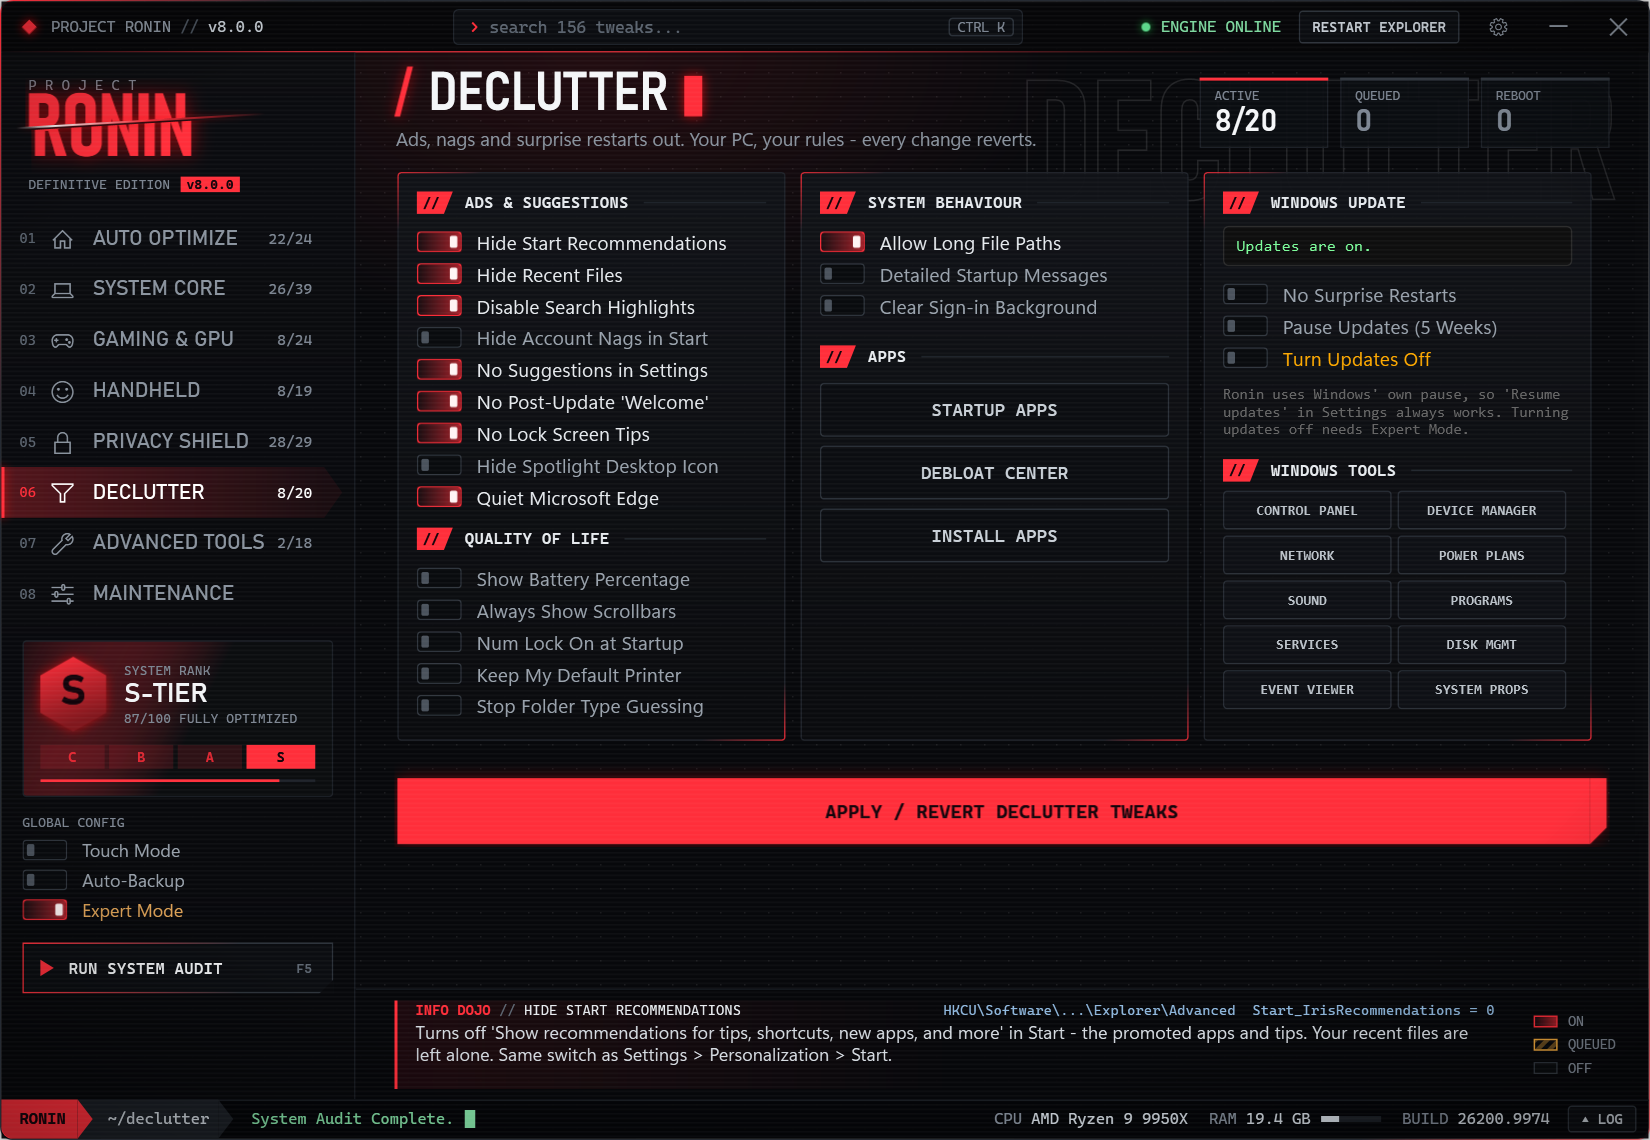 PROJECT RONIN // v8.0.0
search 156 tweaks...
CTRL K
ENGINE ONLINE
RESTART EXPLORER
PROJECT
RONIN
DEFINITIVE EDITION v8.0.0
01 AUTO OPTIMIZE 22/24
02 SYSTEM CORE 26/39
03 GAMING & GPU 8/24
04 HANDHELD 8/19
05 PRIVACY SHIELD 28/29
06 DECLUTTER 8/20
07 ADVANCED TOOLS 2/18
08 MAINTENANCE
S
SYSTEM RANK
S-TIER
87/100 FULLY OPTIMIZED
C B A S
GLOBAL CONFIG
Touch Mode
Auto-Backup
Expert Mode
RUN SYSTEM AUDIT F5
/ DECLUTTER
Ads, nags and surprise restarts out. Your PC, your rules - every change reverts.
DECLUTTER
ACTIVE
8/20
QUEUED
0
REBOOT
0
// ADS & SUGGESTIONS
Hide Start Recommendations
Hide Recent Files
Disable Search Highlights
Hide Account Nags in Start
No Suggestions in Settings
No Post-Update 'Welcome'
No Lock Screen Tips
Hide Spotlight Desktop Icon
Quiet Microsoft Edge
// QUALITY OF LIFE
Show Battery Percentage
Always Show Scrollbars
Num Lock On at Startup
Keep My Default Printer
Stop Folder Type Guessing
// SYSTEM BEHAVIOUR
Allow Long File Paths
Detailed Startup Messages
Clear Sign-in Background
// APPS
STARTUP APPS
DEBLOAT CENTER
INSTALL APPS
// WINDOWS UPDATE
Updates are on.
No Surprise Restarts
Pause Updates (5 Weeks)
Turn Updates Off
Ronin uses Windows' own pause, so 'Resume
updates' in Settings always works. Turning
updates off needs Expert Mode.
// WINDOWS TOOLS
CONTROL PANEL DEVICE MANAGER
NETWORK POWER PLANS
SOUND PROGRAMS
SERVICES DISK MGMT
EVENT VIEWER SYSTEM PROPS
APPLY / REVERT DECLUTTER TWEAKS
INFO DOJO // HIDE START RECOMMENDATIONS
HKCU\Software\...\Explorer\Advanced Start_IrisRecommendations = 0
Turns off 'Show recommendations for tips, shortcuts, new apps, and more' in Start - the promoted apps and tips. Your recent files are
left alone. Same switch as Settings > Personalization > Start.
ON
QUEUED
OFF
RONIN ~/declutter System Audit Complete.
CPU AMD Ryzen 9 9950X RAM 19.4 GB BUILD 26200.9974 ▲ LOG